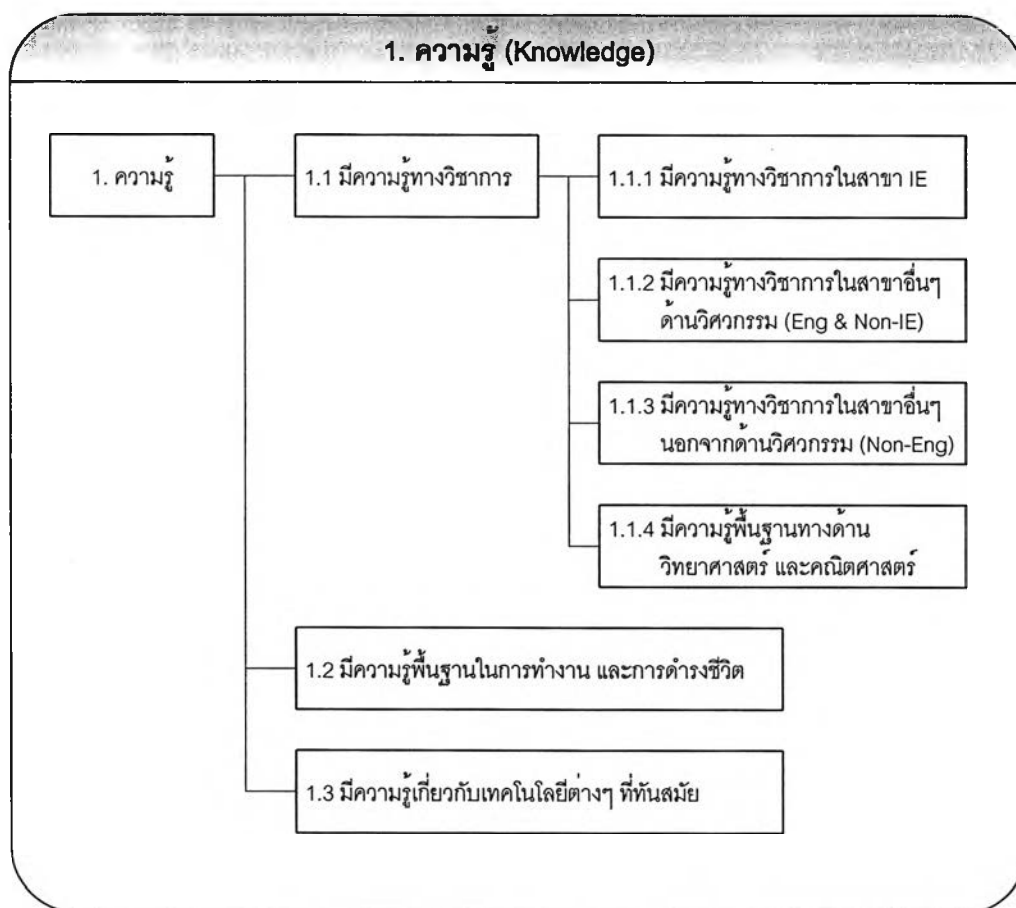 1. ความรู้ (Knowledge)
1. ความรู้
1.1 มีความรู้ทางวิชาการ
1.1.1 มีความรู้ทางวิชาการในสาขา IE
1.1.2 มีความรู้ทางวิชาการในสาขาอื่นๆ
ด้านวิศวกรรม (Eng & Non-IE)
1.1.3 มีความรู้ทางวิชาการในสาขาอื่นๆ
นอกจากด้านวิศวกรรม (Non-Eng)
1.1.4 มีความรู้พื้นฐานทางด้าน
วิทยาศาสตร์ และคณิตศาสตร์
1.2 มีความรู้พื้นฐานในการทำงาน และการดำรงชีวิต
1.3 มีความรู้เกี่ยวกับเทคโนโลยีต่างๆ ที่ทันสมัย